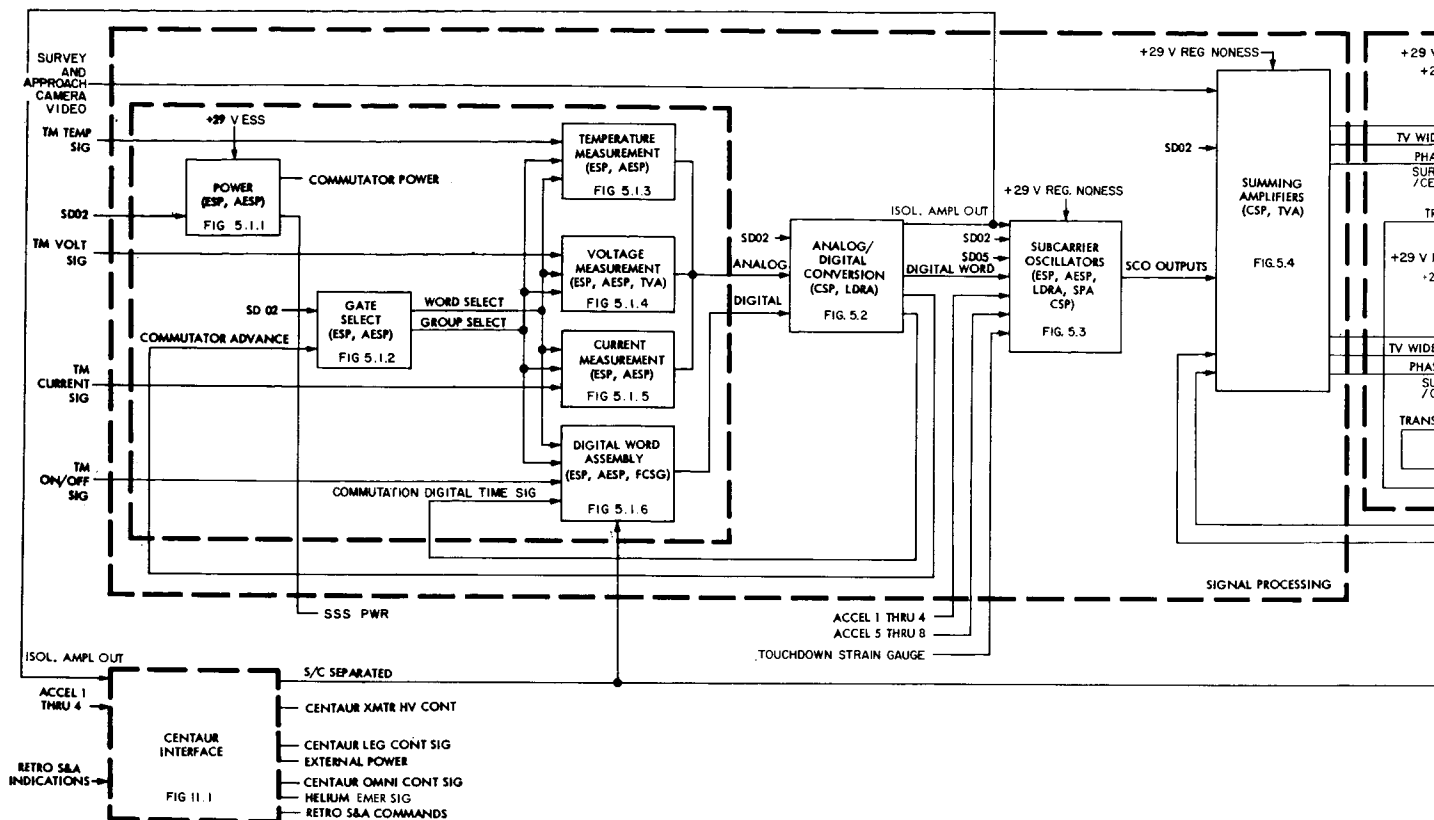 SURVEY
AND
APPROACH
CAMERA
VIDEO
TM TEMP
SIG
+29 V ESS
POWER
(ESP, AESP)
FIG 5.1.1
COMMUTATOR POWER
SD02
TM VOLT
SIG
SD 02
GATE
SELECT
(ESP, AESP)
FIG 5.1.2
WORD SELECT
GROUP SELECT
COMMUTATOR ADVANCE
TM
CURRENT
SIG
TM
ON/OFF
SIG
COMMUTATION DIGITAL TIME SIG
TEMPERATURE
MEASUREMENT
(ESP, AESP)
FIG 5.1.3
VOLTAGE
MEASUREMENT
(ESP, AESP, TVA)
FIG 5.1.4
CURRENT
MEASUREMENT
(ESP, AESP)
FIG 5.1.5
DIGITAL WORD
ASSEMBLY
(ESP, AESP, FCSG)
FIG 5.1.6
ANALOG
DIGITAL
SD02
ANALOG/
DIGITAL
CONVERSION
(CSP, LDRA)
FIG. 5.2
ISOL. AMPL OUT
DIGITAL WORD
+29 V REG. NONESS
SD02
SD05
SUBCARRIER
OSCILLATORS
(ESP, AESP,
LDRA, SPA
CSP)
FIG. 5.3
SCO OUTPUTS
+29 V REG NONESS
SD02
SUMMING
AMPLIFIERS
(CSP, TVA)
FIG.5.4
+29 V
TV WIDE
TV WIDE
+29 V
SIGNAL PROCESSING
SSS PWR
ACCEL 1 THRU 4
ACCEL 5 THRU 8
TOUCHDOWN STRAIN GAUGE
ISOL. AMPL OUT
ACCEL 1
THRU 4
RETRO S&A
INDICATIONS
CENTAUR
INTERFACE
FIG 11.1
S/C SEPARATED
CENTAUR XMTR HV CONT
CENTAUR LEG CONT SIG
EXTERNAL POWER
CENTAUR OMNI CONT SIG
HELIUM EMER SIG
RETRO S&A COMMANDS